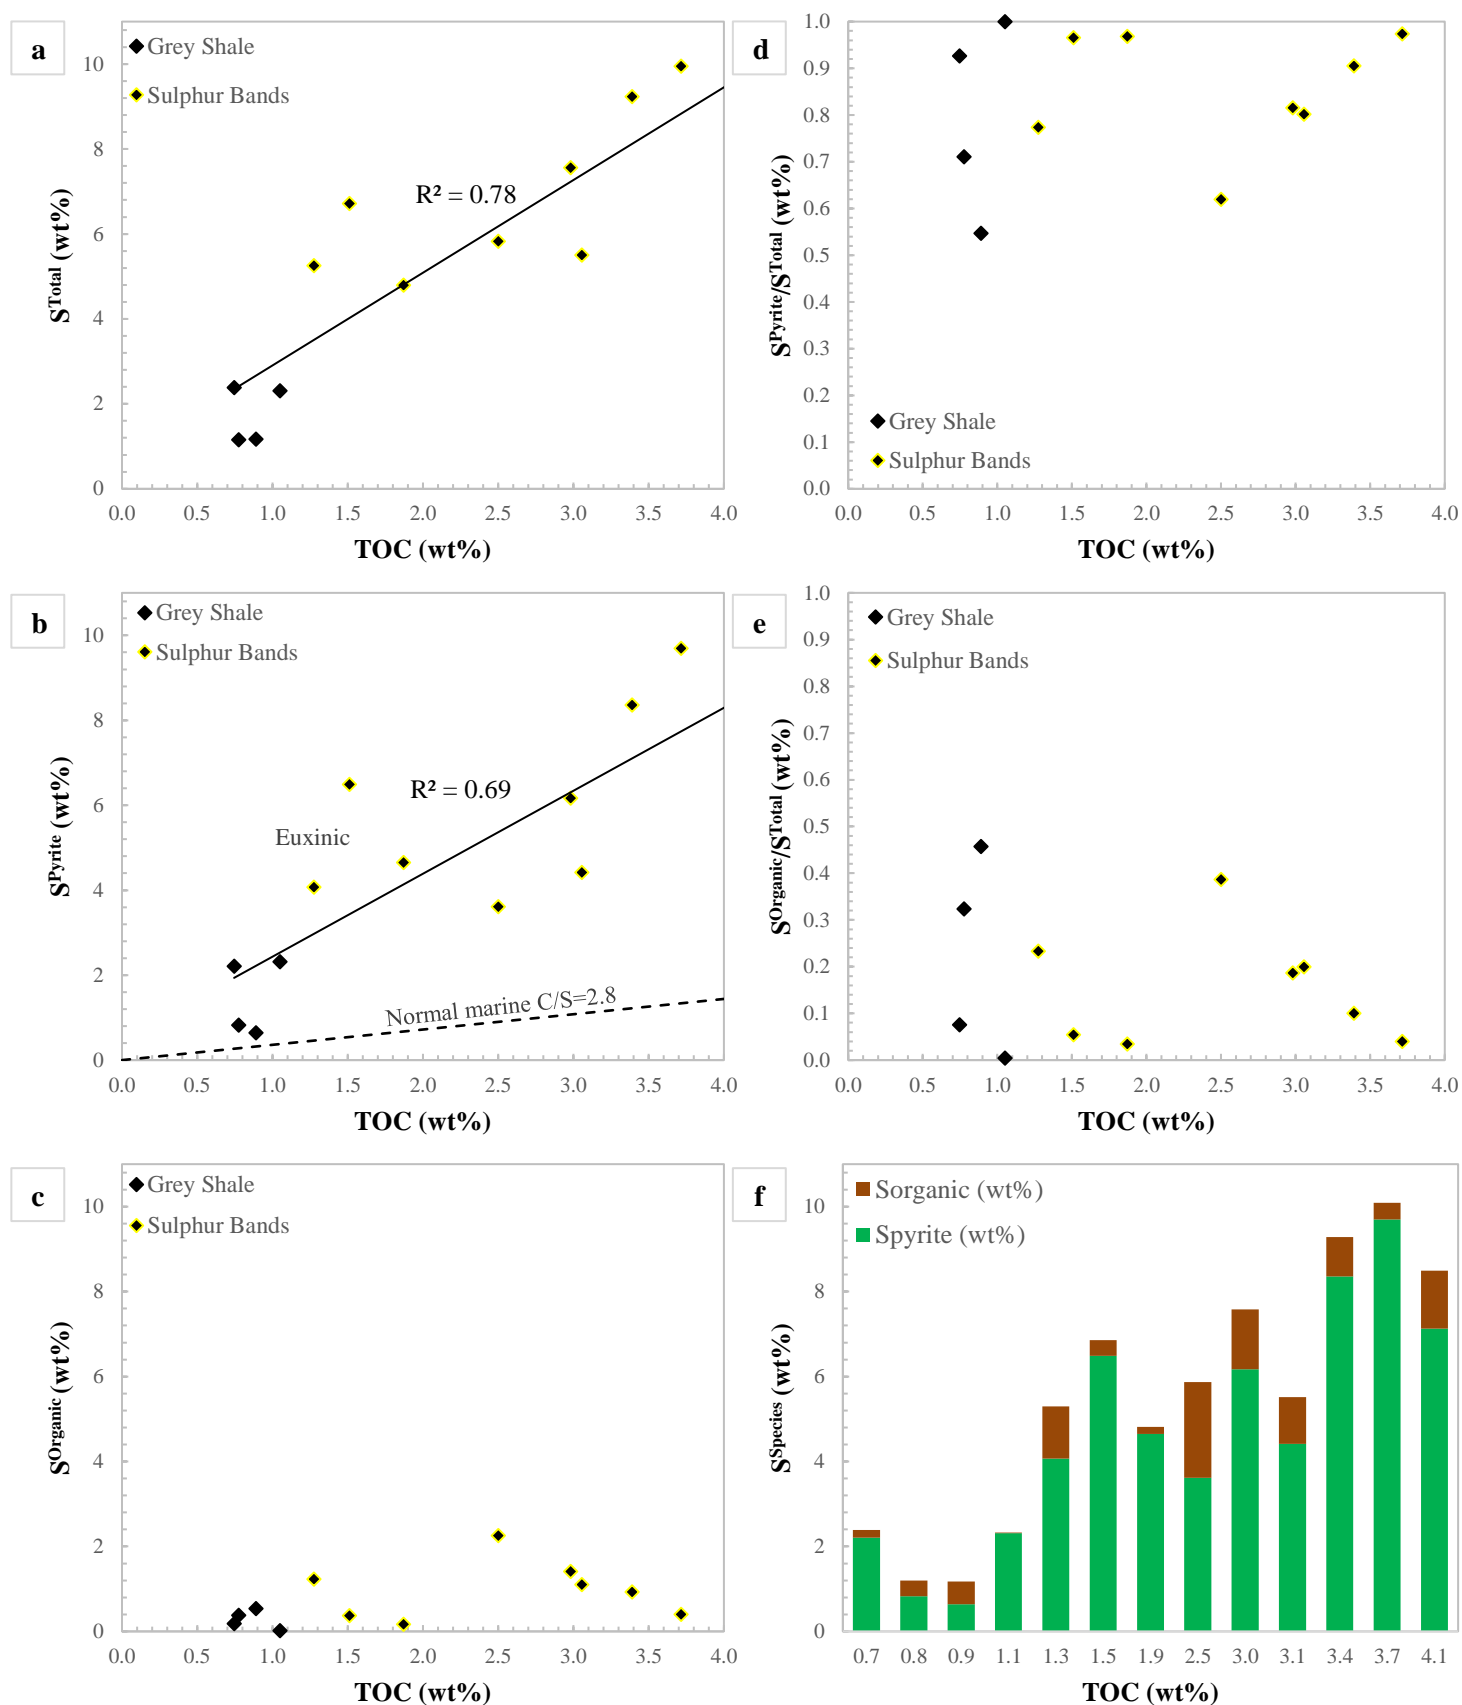 a
Grey Shale
Sulphur Bands
R² = 0.78
S^Total (wt%)
10
8
6
4
2
0
0.0 0.5 1.0 1.5 2.0 2.5 3.0 3.5 4.0
TOC (wt%)
d
1.0
0.9
0.8
0.7
0.6
0.5
0.4
0.3
0.2
0.1
0.0
S^Pyrite/S^Total (wt%)
Grey Shale
Sulphur Bands
0.0 0.5 1.0 1.5 2.0 2.5 3.0 3.5 4.0
TOC (wt%)
b
Grey Shale
Sulphur Bands
R² = 0.69
Euxinic
Normal marine C/S=2.8
S^Pyrite (wt%)
10
8
6
4
2
0
0.0 0.5 1.0 1.5 2.0 2.5 3.0 3.5 4.0
TOC (wt%)
e
Grey Shale
Sulphur Bands
S^Organic/S^Total (wt%)
1.0
0.9
0.8
0.7
0.6
0.5
0.4
0.3
0.2
0.1
0.0
0.0 0.5 1.0 1.5 2.0 2.5 3.0 3.5 4.0
TOC (wt%)
c
Grey Shale
Sulphur Bands
S^Organic (wt%)
10
8
6
4
2
0
0.0 0.5 1.0 1.5 2.0 2.5 3.0 3.5 4.0
TOC (wt%)
f
Sorganic (wt%)
Spyrite (wt%)
S^Species (wt%)
10
8
6
4
2
0
0.7 0.8 0.9 1.1 1.3 1.5 1.9 2.5 3.0 3.1 3.4 3.7 4.1
TOC (wt%)